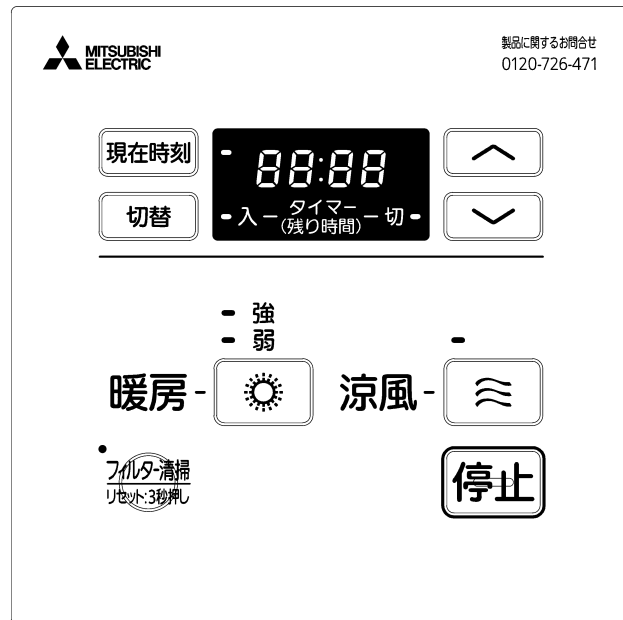 MITSUBISHI
ELECTRIC
製品に関するお問合せ
0120-726-471
現在時刻
88:88
切替
入 タイマー 切
(残り時間)
強
弱
暖房
涼風
フィルター清掃
リセット:3秒押し
停止